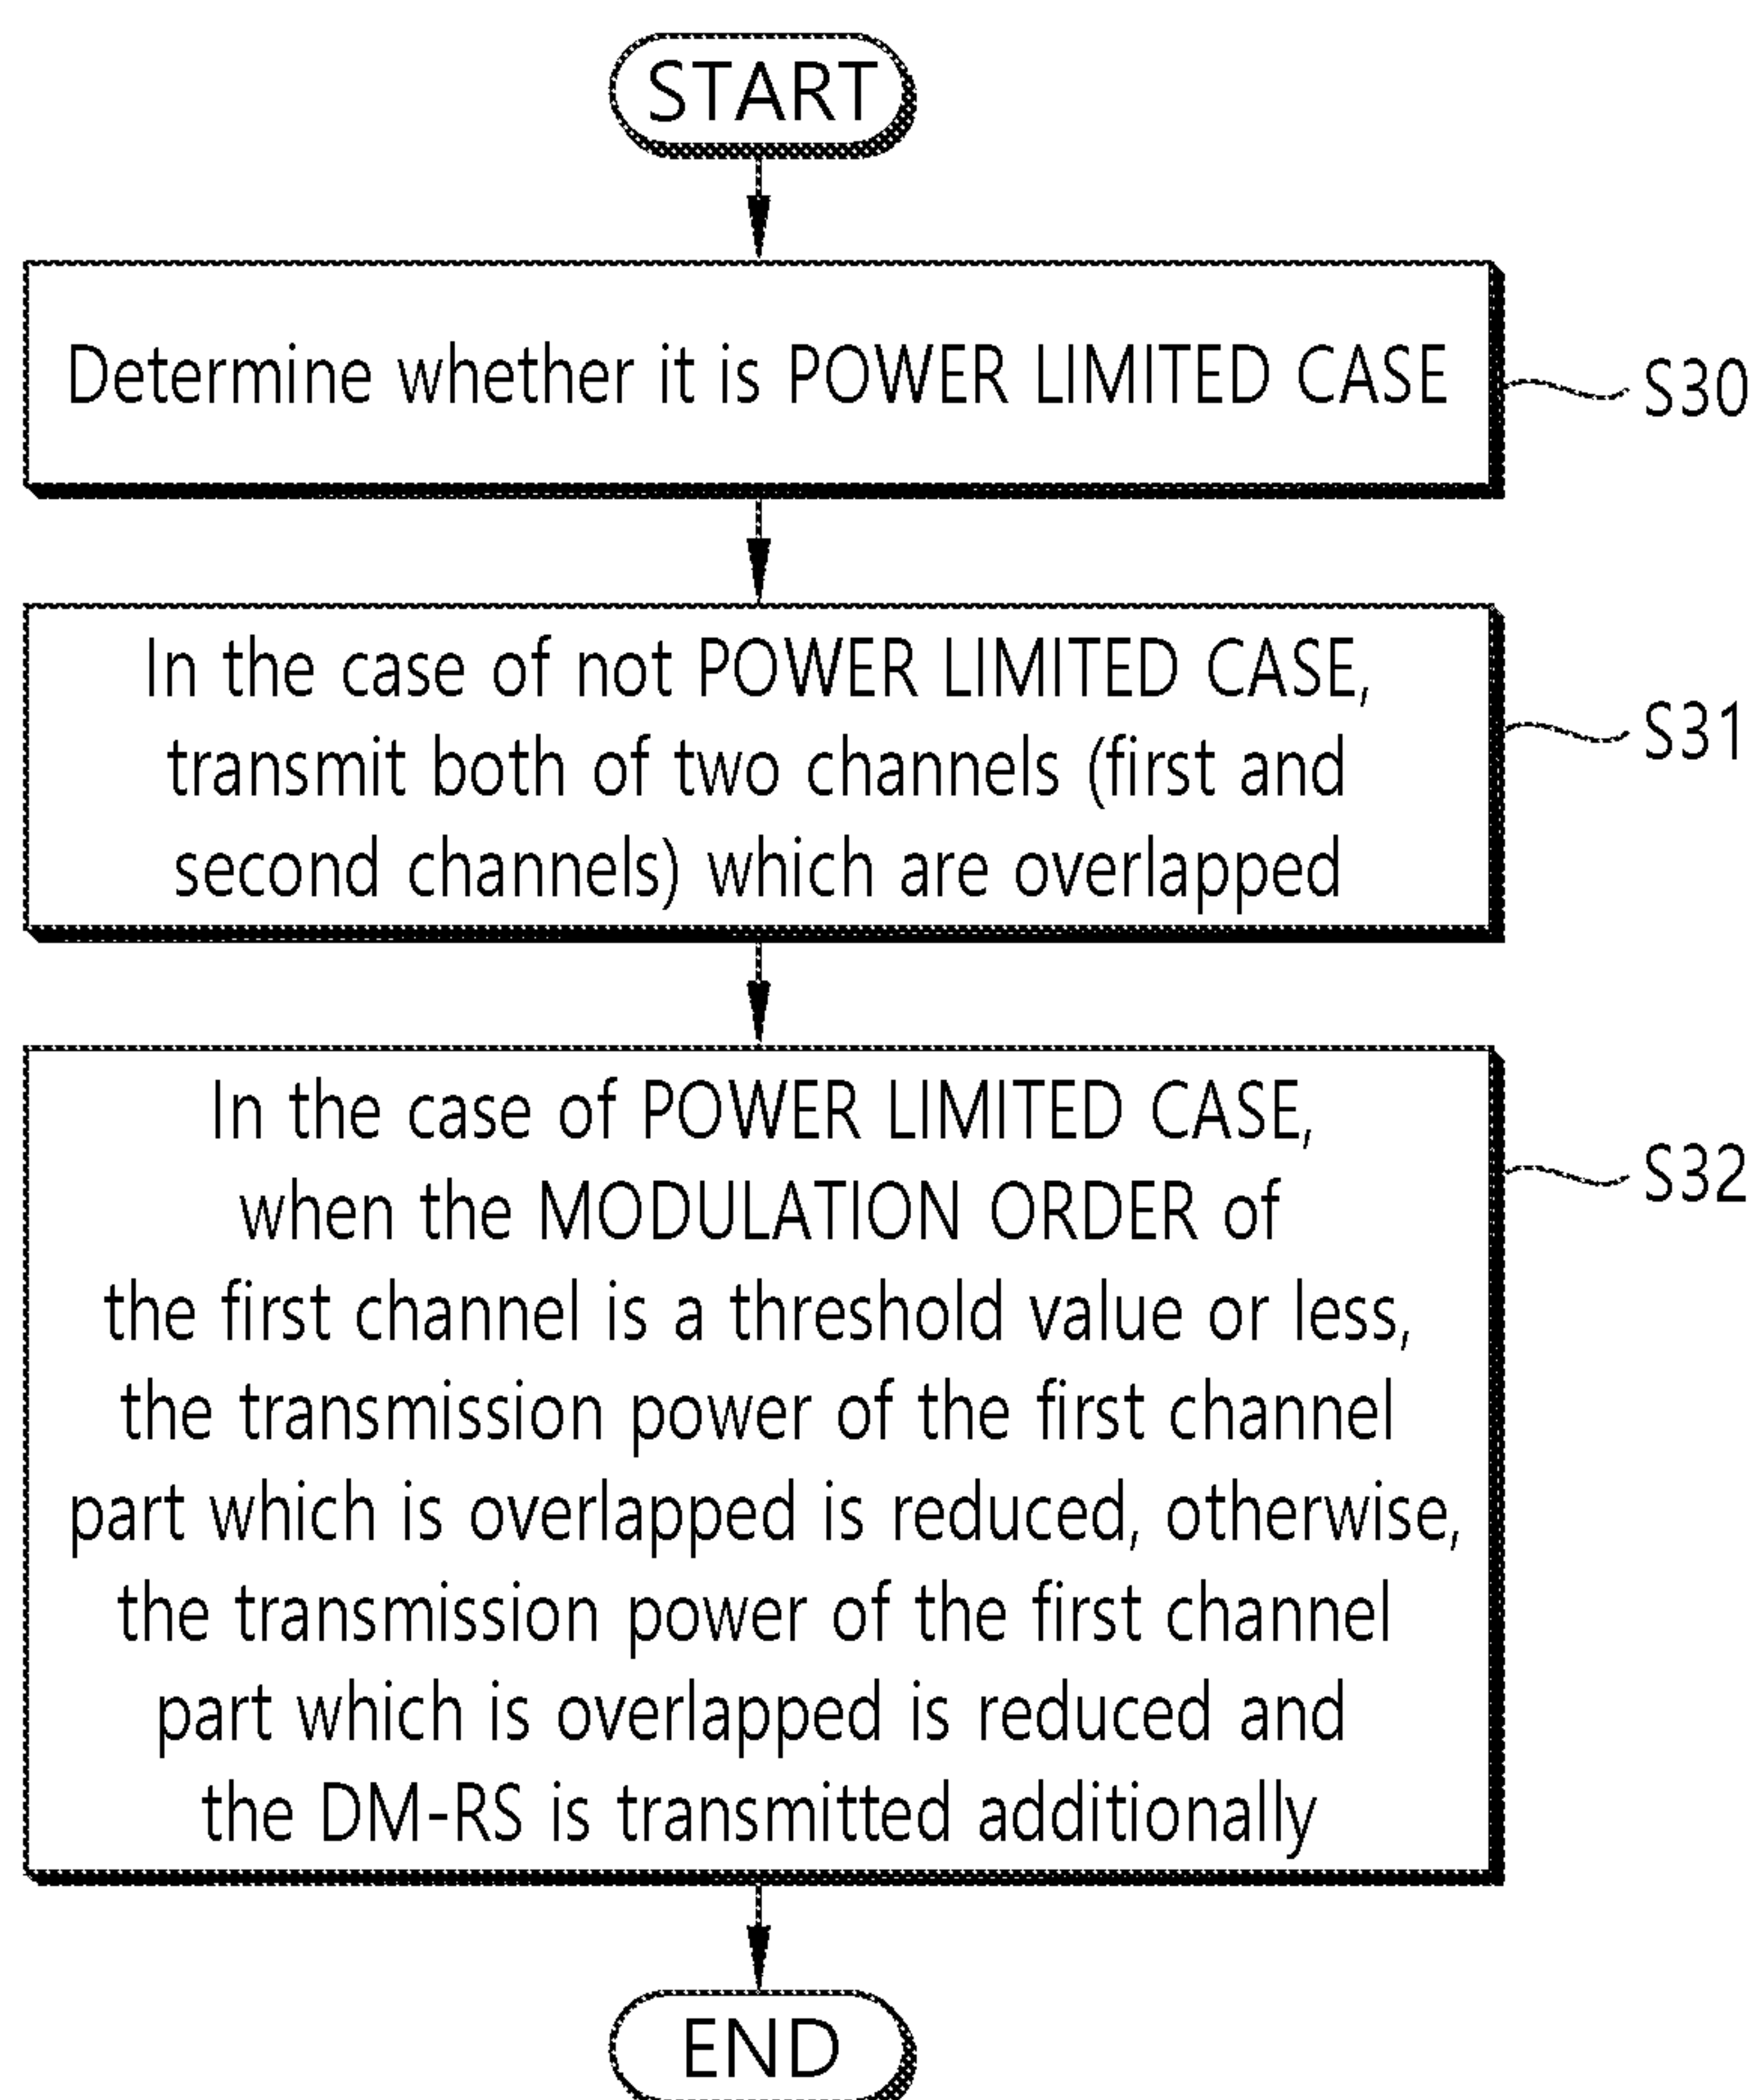 START
Determine whether it is POWER LIMITED CASE
S30
In the case of not POWER LIMITED CASE,
transmit both of two channels (first and
second channels) which are overlapped
S31
In the case of POWER LIMITED CASE,
when the MODULATION ORDER of
the first channel is a threshold value or less,
the transmission power of the first channel
part which is overlapped is reduced, otherwise,
the transmission power of the first channel
part which is overlapped is reduced and
the DM-RS is transmitted additionally
S32
END